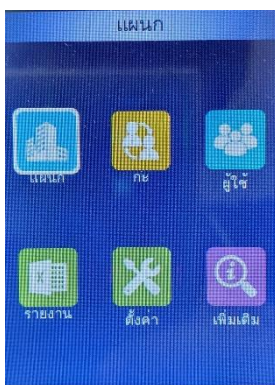 แผนก
แผนก
กะ
ผู้ใช้
รายงาน
ตั้งค่า
เพิ่มเติม